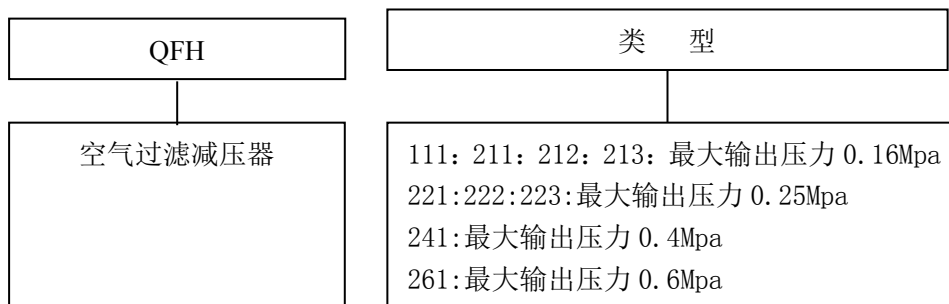 QFH
类 型
空气过滤减压器
111：211：212：213：最大输出压力 0.16Mpa
221:222:223:最大输出压力 0.25Mpa
241:最大输出压力 0.4Mpa
261:最大输出压力 0.6Mpa